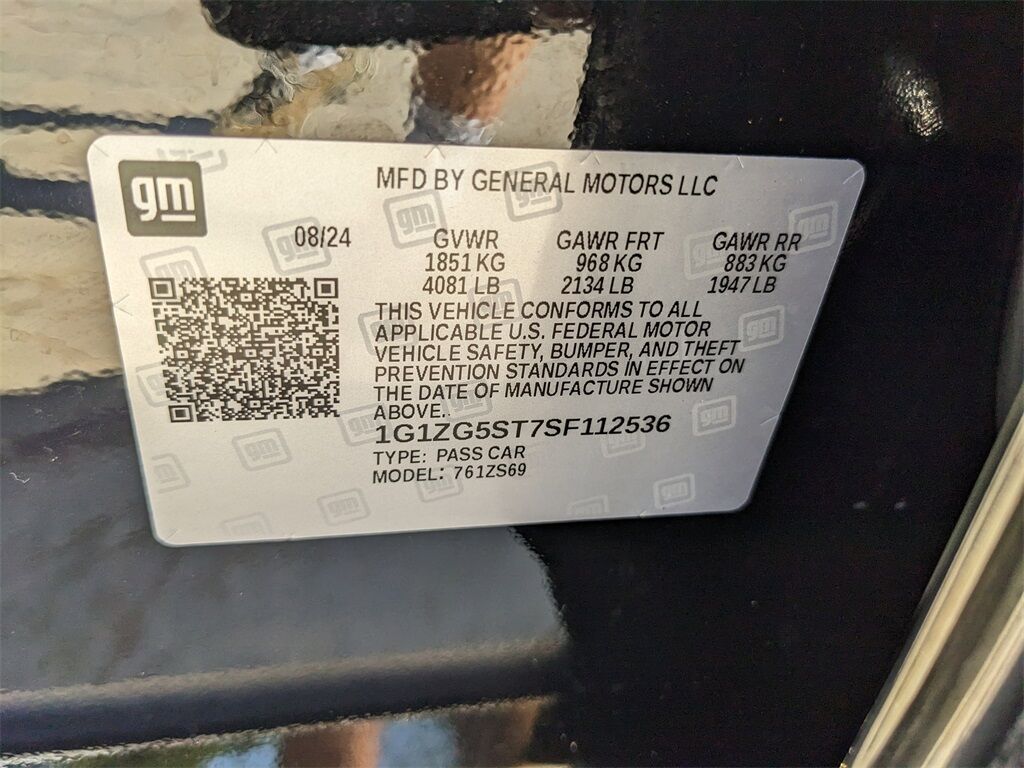 gm
MFD BY GENERAL MOTORS LLC
08/24 GVWR GAWR FRT GAWR RR
1851 KG 968 KG 883 KG
4081 LB 2134 LB 1947 LB
THIS VEHICLE CONFORMS TO ALL
APPLICABLE U.S. FEDERAL MOTOR
VEHICLE SAFETY, BUMPER, AND THEFT
PREVENTION STANDARDS IN EFFECT ON
THE DATE OF MANUFACTURE SHOWN
ABOVE..
1G1ZG5ST7SF112536
TYPE: PASS CAR
MODEL: 761ZS69